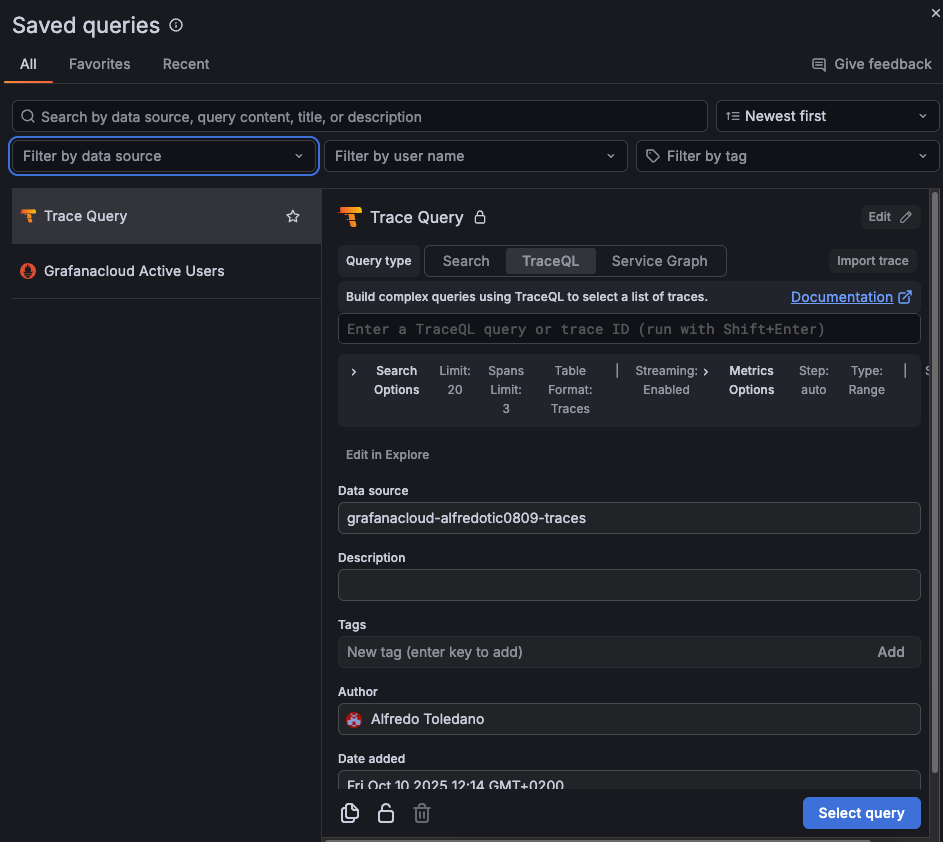 Saved queries
All
Favorites
Recent
Give feedback
Search by data source, query content, title, or description
Newest first
Filter by data source
Filter by user name
Filter by tag
Trace Query
Grafanacloud Active Users
Trace Query
Edit
Query type
Search
TraceQL
Service Graph
Import trace
Build complex queries using TraceQL to select a list of traces.
Documentation
Enter a TraceQL query or trace ID (run with Shift+Enter)
Search
Options
Limit:
20
Spans
Limit:
3
Table
Format:
Traces
|
Streaming:
Enabled
Metrics
Options
Step:
auto
Type:
Range
|
Edit in Explore
Data source
grafanacloud-alfredotic0809-traces
Description
Tags
New tag (enter key to add)
Add
Author
Alfredo Toledano
Date added
Fri Oct 10 2025 12:14 GMT+0200
Select query